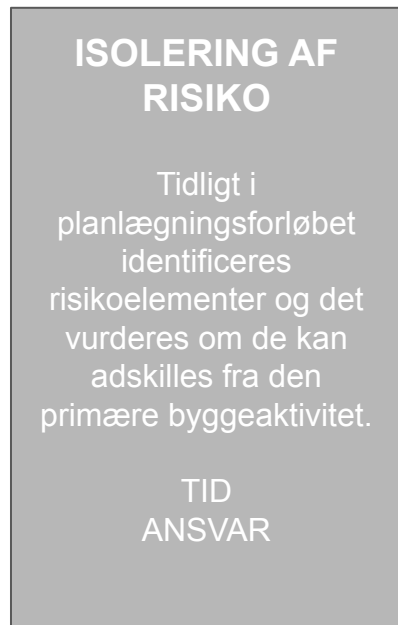 ISOLERING AF
RISIKO
Tidligt i
planlægningsforløbet
identificeres
risikoelementer og det
vurderes om de kan
adskilles fra den
primære byggeaktivitet.
TID
ANSVAR